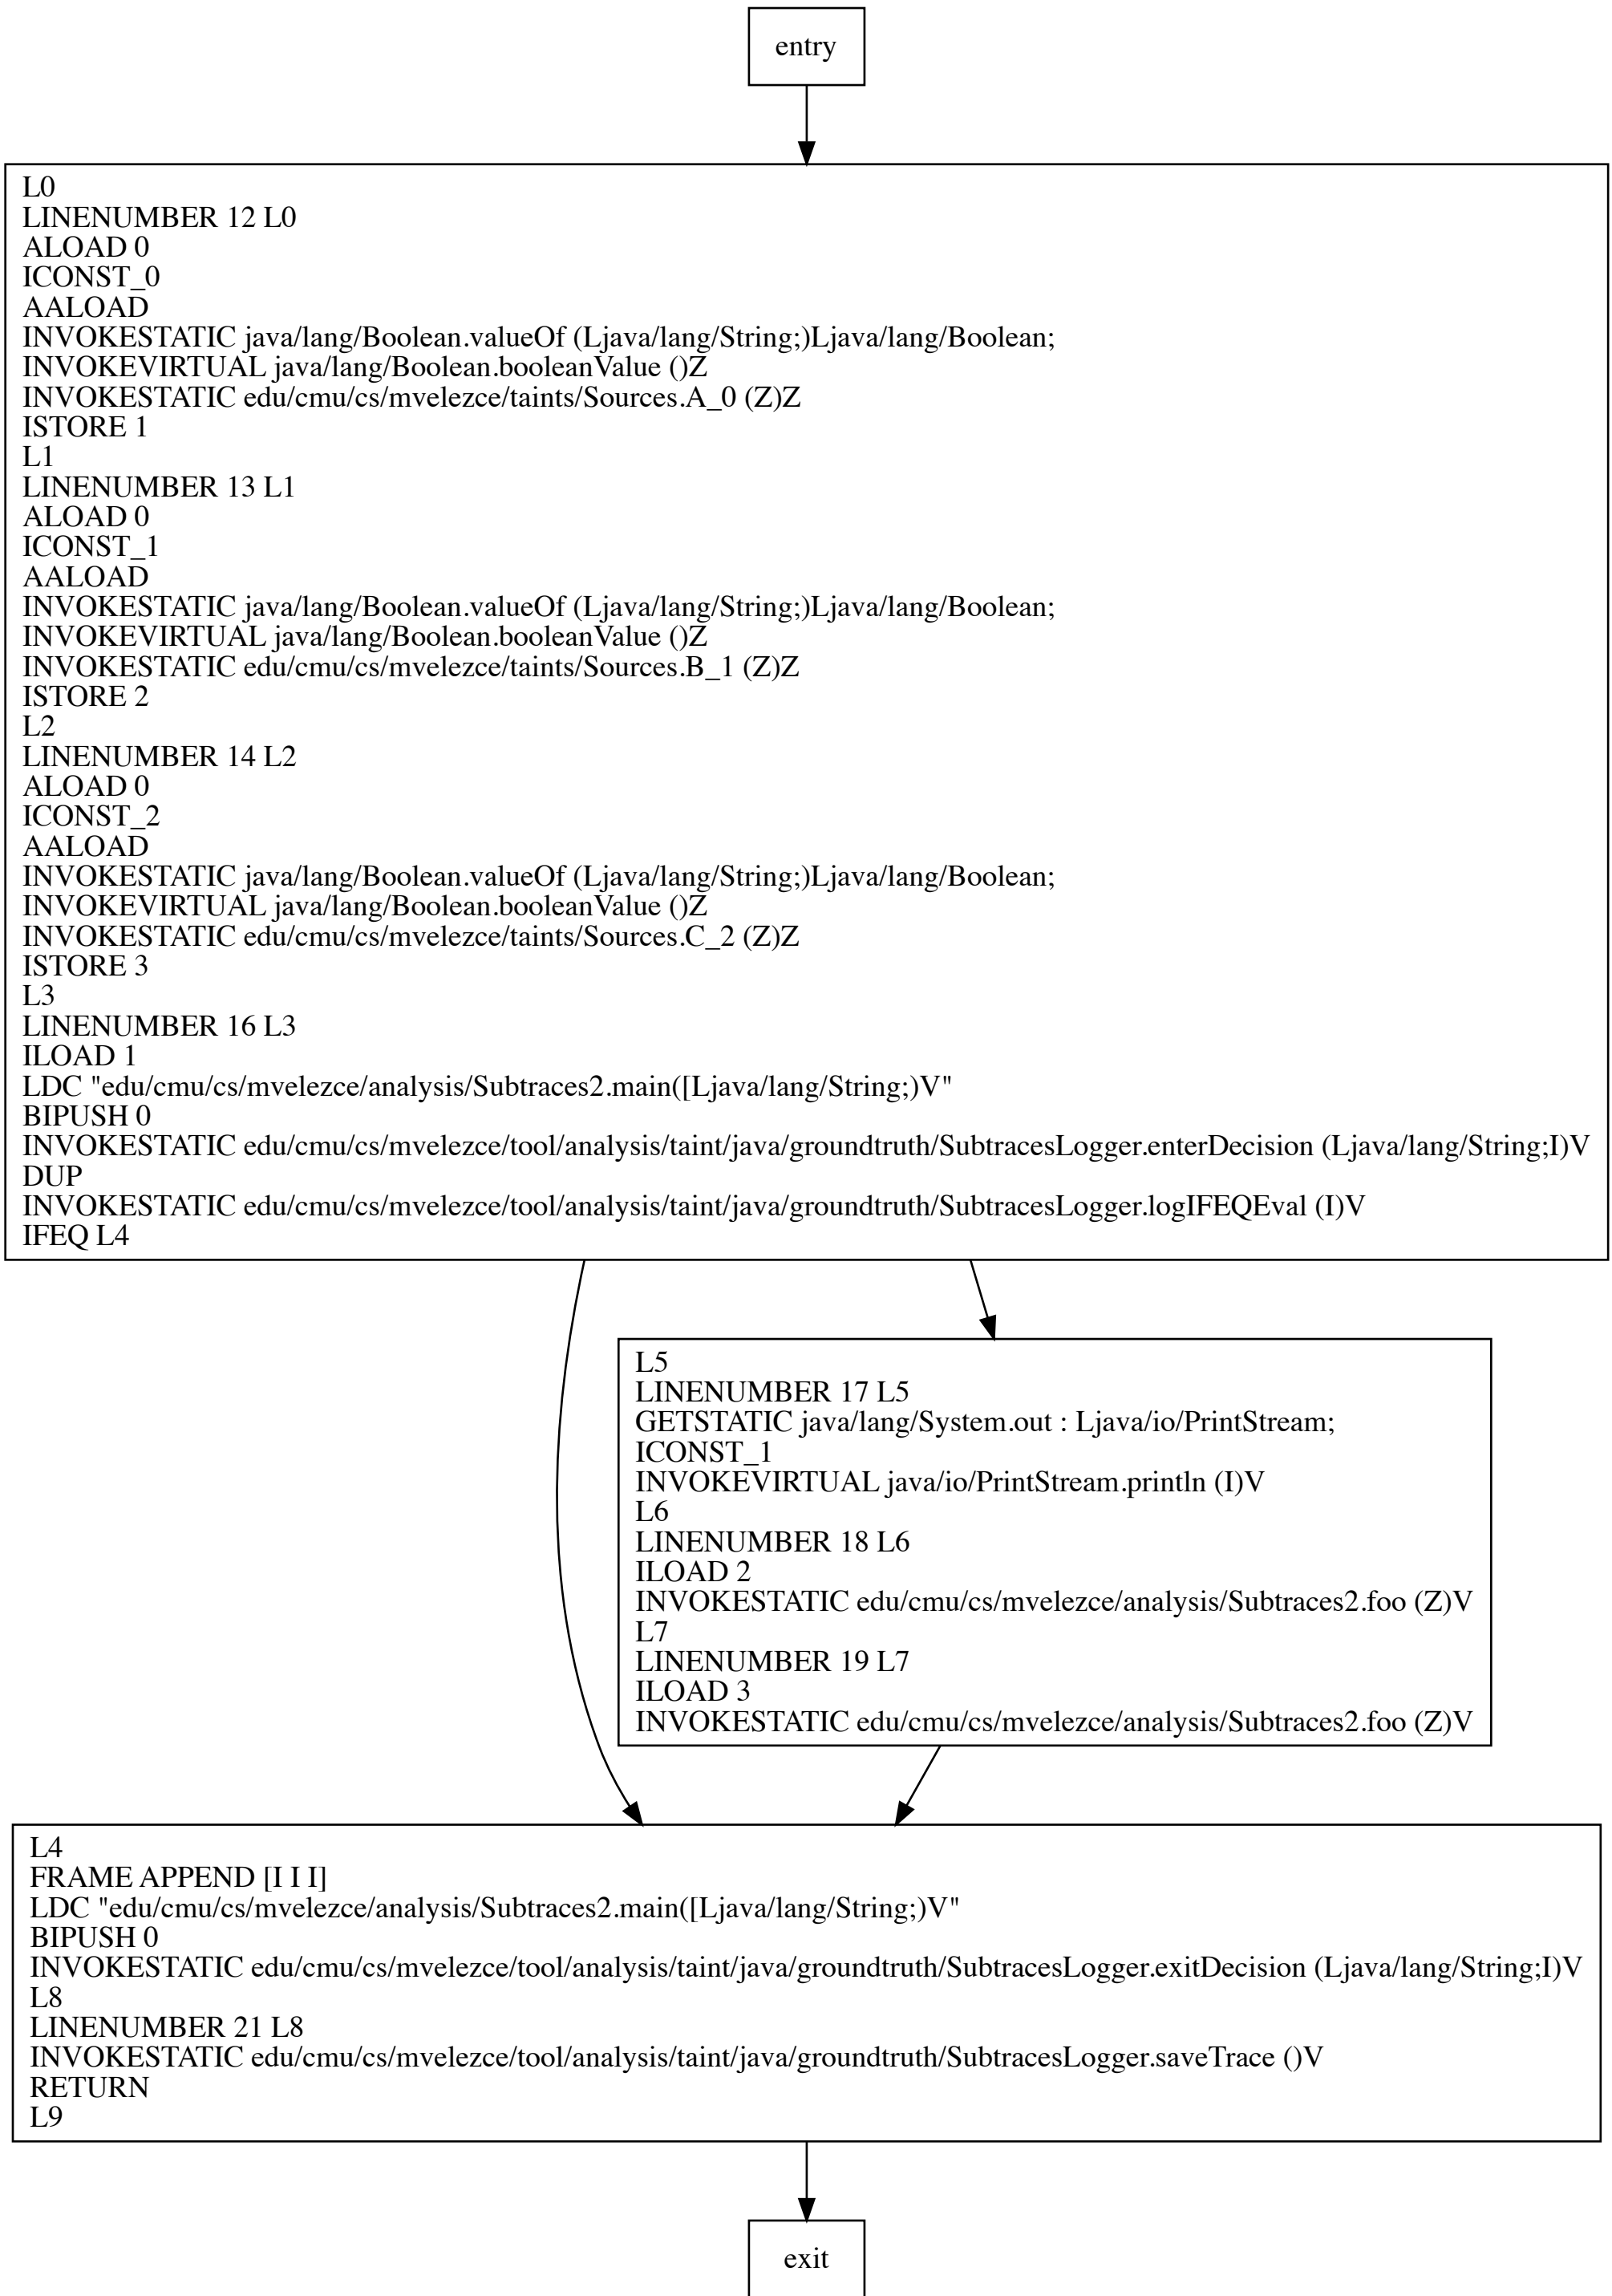 entry
L0
LINENUMBER 12 L0
ALOAD 0
ICONST_0
AALOAD
INVOKESTATIC java/lang/Boolean.valueOf (Ljava/lang/String;)Ljava/lang/Boolean;
INVOKEVIRTUAL java/lang/Boolean.booleanValue ()Z
INVOKESTATIC edu/cmu/cs/mvelezce/taints/Sources.A_0 (Z)Z
ISTORE 1
L1
LINENUMBER 13 L1
ALOAD 0
ICONST_1
AALOAD
INVOKESTATIC java/lang/Boolean.valueOf (Ljava/lang/String;)Ljava/lang/Boolean;
INVOKEVIRTUAL java/lang/Boolean.booleanValue ()Z
INVOKESTATIC edu/cmu/cs/mvelezce/taints/Sources.B_1 (Z)Z
ISTORE 2
L2
LINENUMBER 14 L2
ALOAD 0
ICONST_2
AALOAD
INVOKESTATIC java/lang/Boolean.valueOf (Ljava/lang/String;)Ljava/lang/Boolean;
INVOKEVIRTUAL java/lang/Boolean.booleanValue ()Z
INVOKESTATIC edu/cmu/cs/mvelezce/taints/Sources.C_2 (Z)Z
ISTORE 3
L3
LINENUMBER 16 L3
ILOAD 1
LDC "edu/cmu/cs/mvelezce/analysis/Subtraces2.main([Ljava/lang/String;)V"
BIPUSH 0
INVOKESTATIC edu/cmu/cs/mvelezce/tool/analysis/taint/java/groundtruth/SubtracesLogger.enterDecision (Ljava/lang/String;I)V
DUP
INVOKESTATIC edu/cmu/cs/mvelezce/tool/analysis/taint/java/groundtruth/SubtracesLogger.logIFEQEval (I)V
IFEQ L4
L5
LINENUMBER 17 L5
GETSTATIC java/lang/System.out : Ljava/io/PrintStream;
ICONST_1
INVOKEVIRTUAL java/io/PrintStream.println (I)V
L6
LINENUMBER 18 L6
ILOAD 2
INVOKESTATIC edu/cmu/cs/mvelezce/analysis/Subtraces2.foo (Z)V
L7
LINENUMBER 19 L7
ILOAD 3
INVOKESTATIC edu/cmu/cs/mvelezce/analysis/Subtraces2.foo (Z)V
L4
FRAME APPEND [I I I]
LDC "edu/cmu/cs/mvelezce/analysis/Subtraces2.main([Ljava/lang/String;)V"
BIPUSH 0
INVOKESTATIC edu/cmu/cs/mvelezce/tool/analysis/taint/java/groundtruth/SubtracesLogger.exitDecision (Ljava/lang/String;I)V
L8
LINENUMBER 21 L8
INVOKESTATIC edu/cmu/cs/mvelezce/tool/analysis/taint/java/groundtruth/SubtracesLogger.saveTrace ()V
RETURN
L9
exit